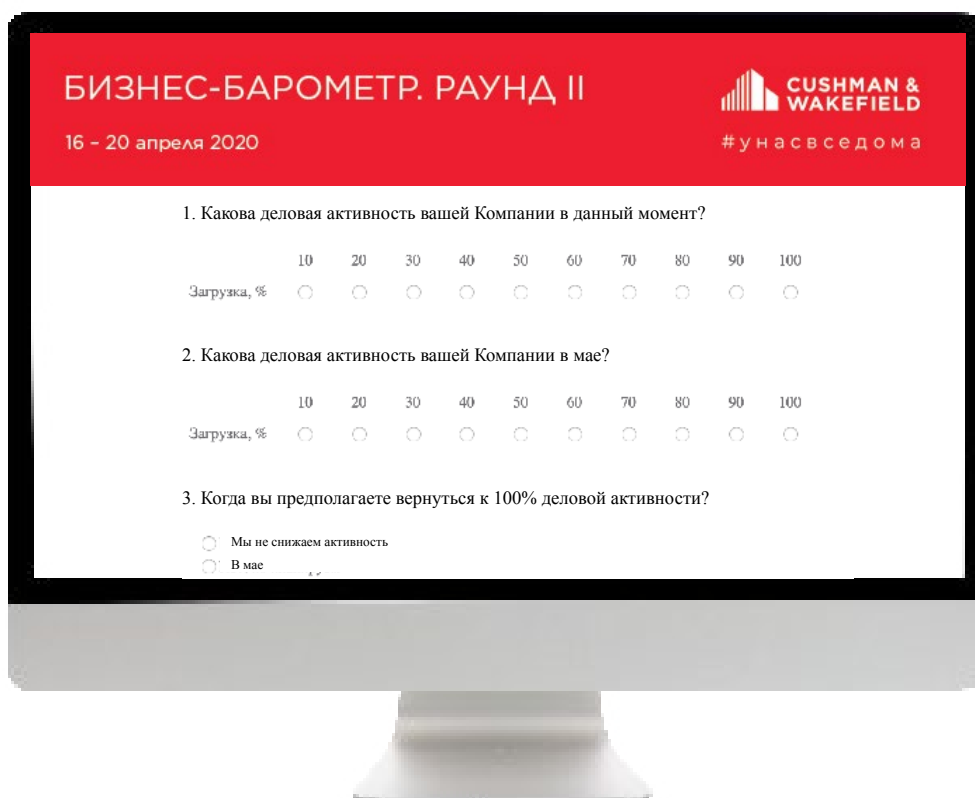 БИЗНЕС-БАРОМЕТР. РАУНД II
CUSHMAN &
WAKEFIELD
16 – 20 апреля 2020
#унасвседома
1. Какова деловая активность вашей Компании в данный момент?
10 20 30 40 50 60 70 80 90 100
Загрузка, %
2. Какова деловая активность вашей Компании в мае?
10 20 30 40 50 60 70 80 90 100
Загрузка, %
3. Когда вы предполагаете вернуться к 100% деловой активности?
Мы не снижаем активность
В мае